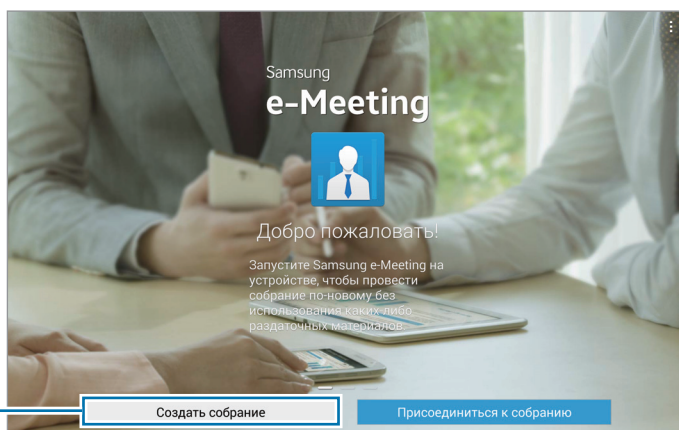 Samsung
e-Meeting
Добро пожаловать!
Запустите Samsung e-Meeting на
устройстве, чтобы провести
собрание по-новому без
использования каких-либо
раздаточных материалов.
Создать собрание
Присоединиться к собранию